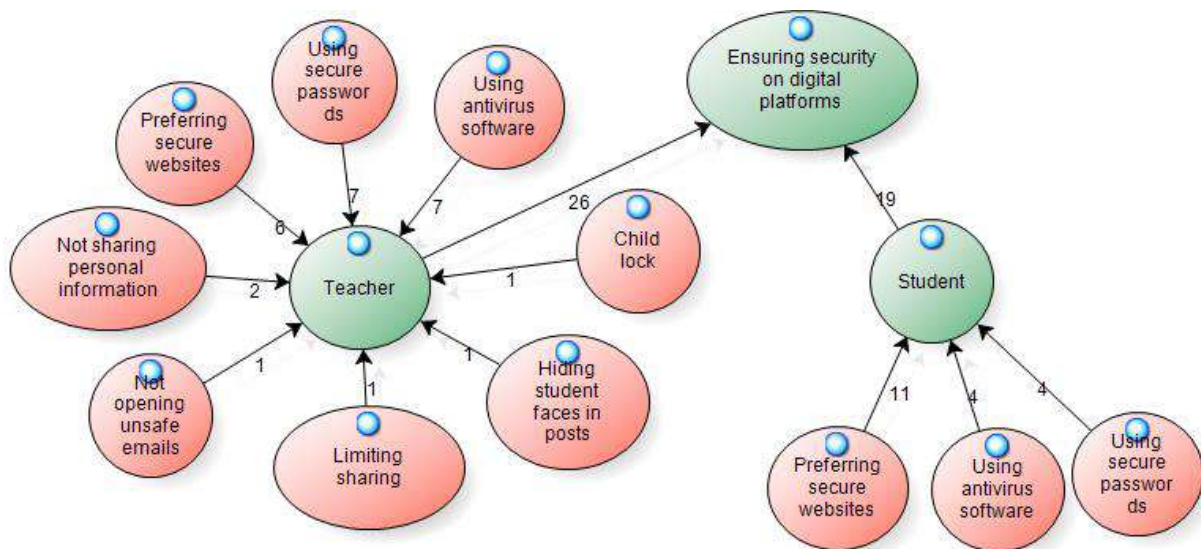 Using
secure
passwor
ds
Ensuring security
on digital
platforms
Using
antivirus
software
Preferring
secure
websites
7
7
26
19
6
Child
lock
Not sharing
personal
information
Teacher
Student
2
1
1
1
1
Not
opening
unsafe
emails
Hiding
student
faces in
posts
Limiting
sharing
11
4
4
Preferring
secure
websites
Using
antivirus
software
Using
secure
passwor
ds